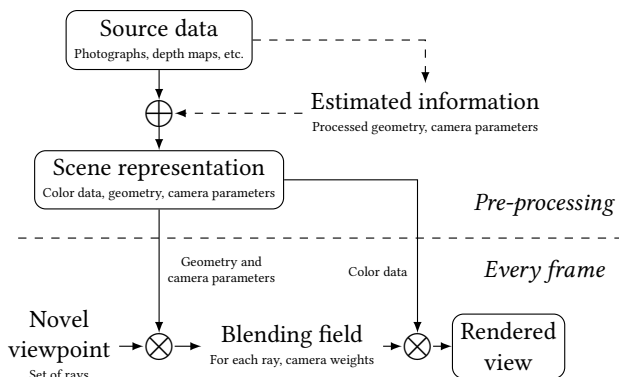 Source data
Photographs, depth maps, etc.
Estimated information
Processed geometry, camera parameters
Scene representation
Color data, geometry, camera parameters
Pre-processing
Geometry and
camera parameters
Color data
Every frame
Novel
viewpoint
Set of rays
Blending field
For each ray, camera weights
Rendered
view